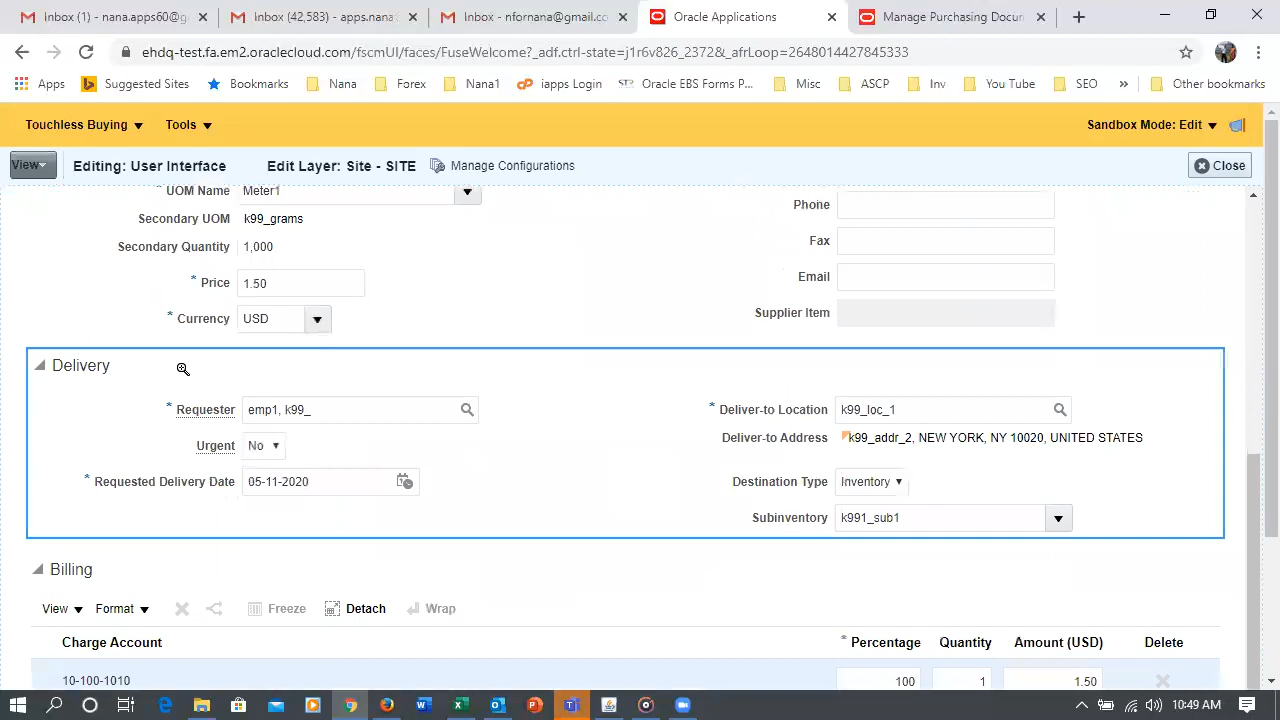 Inbox (1) - nana.apps60@g
Inbox (42,583) - apps.nana
Inbox - nfornana@gmail.co
Oracle Applications
Manage Purchasing Docur
ehdq-test.fa.em2.oraclecloud.com/fscmUI/faces/FuseWelcome?_adf.ctrl-state=j1r6v826_2372&_afrLoop=2648014427845333
Apps
Suggested Sites
Bookmarks
Nana
Forex
Nana1
iapps Login
Oracle EBS Forms P...
Misc
ASCP
Inv
You Tube
SEO
»
Other bookmarks
Touchless Buying
Tools
Sandbox Mode: Edit
View
Editing: User Interface
Edit Layer: Site - SITE
Manage Configurations
Close
* UOM Name Meter1
Secondary UOM k99_grams
Secondary Quantity 1,000
* Price 1.50
* Currency USD
Phone
Fax
Email
Supplier Item
Delivery
* Requester emp1, k99_
Urgent No
* Requested Delivery Date 05-11-2020
* Deliver-to Location k99_loc_1
Deliver-to Address k99_addr_2, NEW YORK, NY 10020, UNITED STATES
Destination Type Inventory
Subinventory k991_sub1
Billing
View Format Freeze Detach Wrap
Charge Account * Percentage Quantity Amount (USD) Delete
10-100-1010 100 1 1.50
10:49 AM